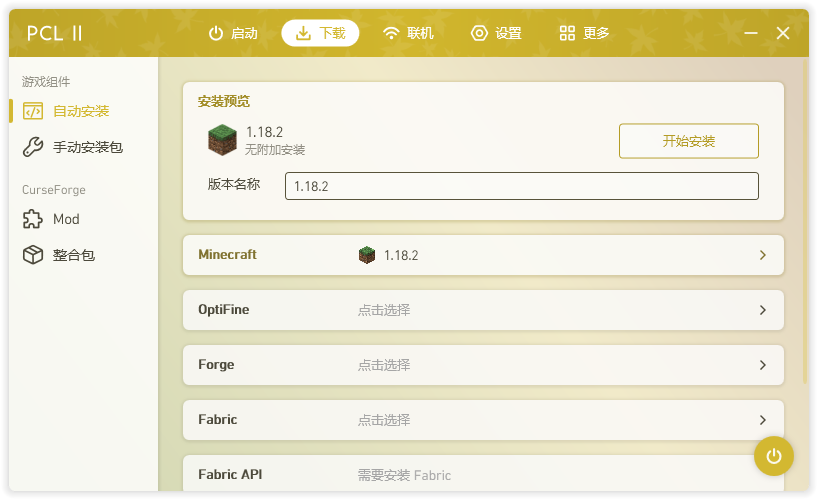 PCL II
启动 下载 联机 设置 更多
游戏组件
自动安装
手动安装包
CurseForge
Mod
整合包
安装预览
1.18.2
无附加安装
开始安装
版本名称 1.18.2
Minecraft 1.18.2
OptiFine 点击选择
Forge 点击选择
Fabric 点击选择
Fabric API 需要安装 Fabric